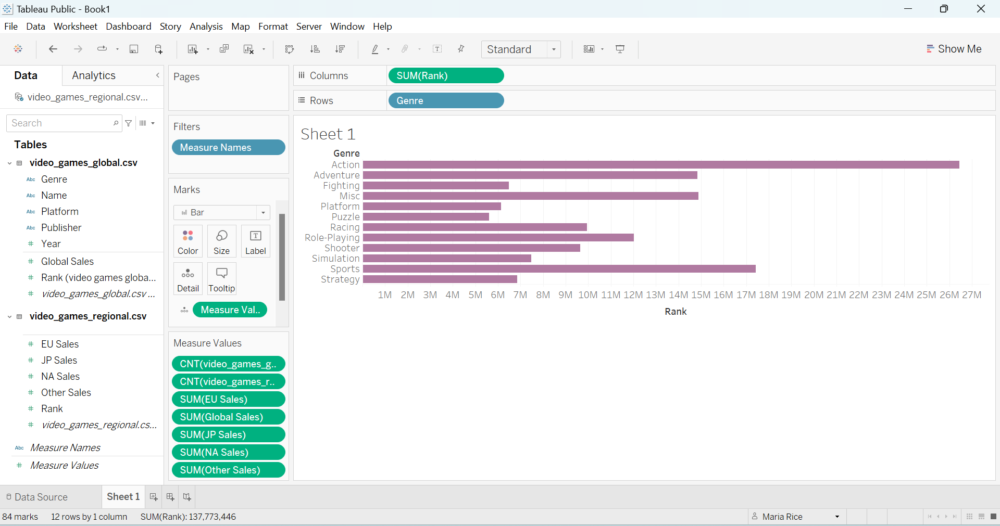 Tableau Public - Book1
File Data Worksheet Dashboard Story Analysis Map Format Server Window Help
Standard
Show Me
Data
Analytics
video_games_regional.csv...
Search
Tables
video_games_global.csv
Abc Genre
Abc Name
Abc Platform
Abc Publisher
# Year
# Global Sales
# Rank (video games globa...
# video_games_global.csv ...
video_games_regional.csv
# EU Sales
# JP Sales
# NA Sales
# Other Sales
# Rank
# video_games_regional.cs...
Abc Measure Names
# Measure Values
Pages
Filters
Measure Names
Marks
Bar
Color
Size
T
Label
Detail
Tooltip
Measure Val..
Measure Values
CNT(video_games_g..
CNT(video_games_r..
SUM(EU Sales)
SUM(Global Sales)
SUM(JP Sales)
SUM(NA Sales)
SUM(Other Sales)
Columns
SUM(Rank)
Rows
Genre
Sheet 1
Genre
Action
Adventure
Fighting
Misc
Platform
Puzzle
Racing
Role-Playing
Shooter
Simulation
Sports
Strategy
1M 2M 3M 4M 5M 6M 7M 8M 9M 10M 11M 12M 13M 14M 15M 16M 17M 18M 19M 20M 21M 22M 23M 24M 25M 26M 27M
Rank
Data Source
Sheet 1
84 marks 12 rows by 1 column SUM(Rank): 137,773,446
Maria Rice